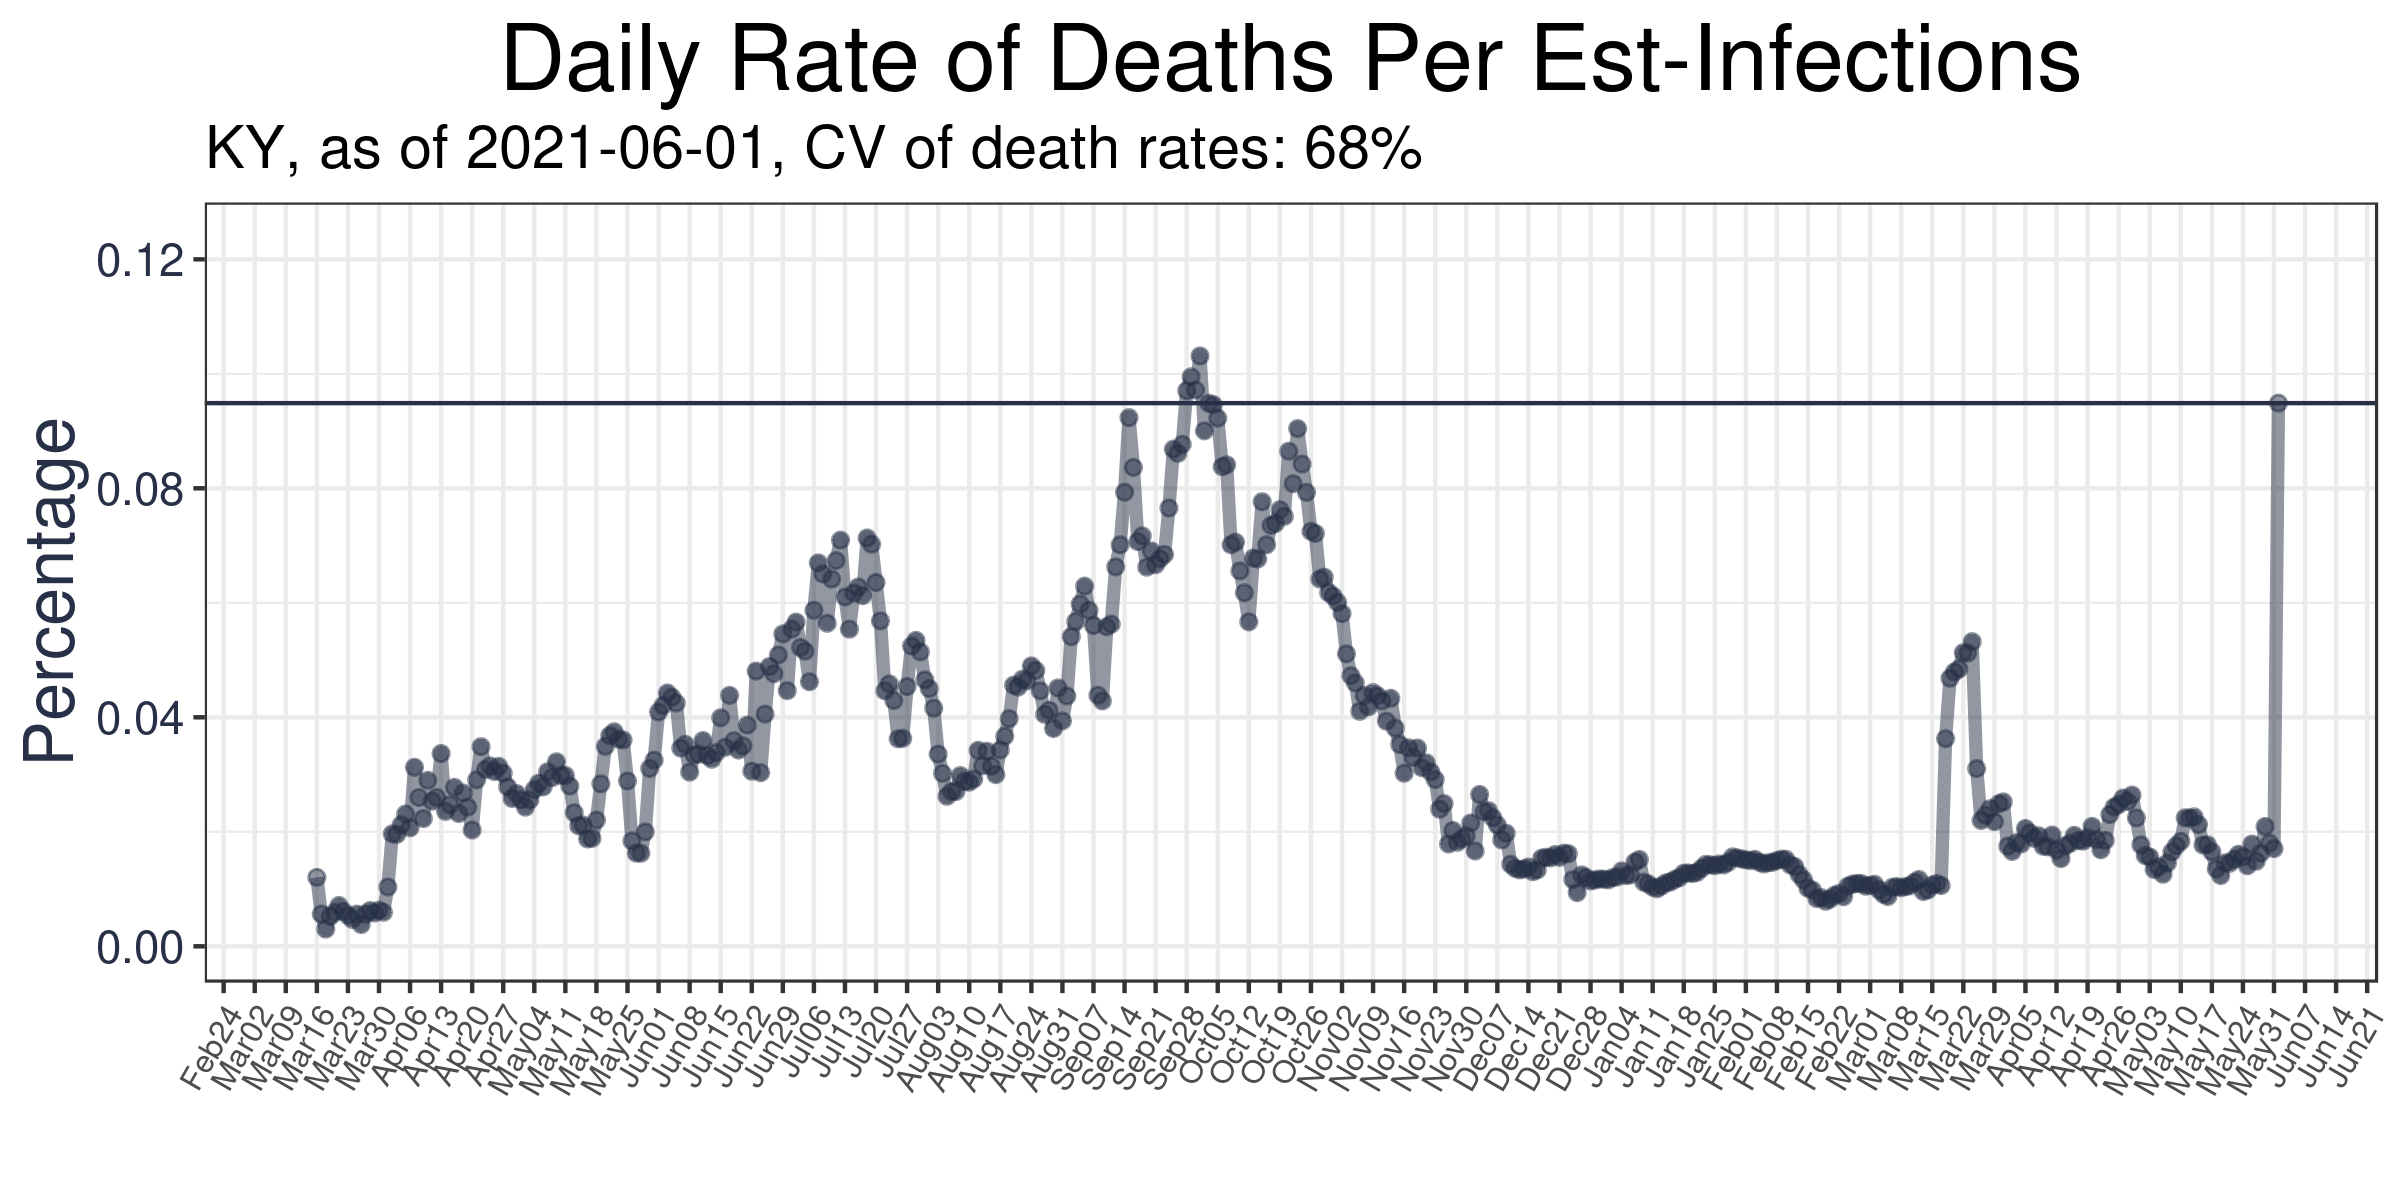 Daily Rate of Deaths Per Est-Infections
KY, as of 2021-06-01, CV of death rates: 68%
Percentage
0.12
0.08
0.04
0.00
Feb24
Mar02
Mar09
Mar16
Mar23
Mar30
Apr06
Apr13
Apr20
Apr27
May04
May11
May18
May25
Jun01
Jun08
Jun15
Jun22
Jun29
Jul06
Jul13
Jul20
Jul27
Aug03
Aug10
Aug17
Aug24
Aug31
Sep07
Sep14
Sep21
Sep28
Oct05
Oct12
Oct19
Oct26
Nov02
Nov09
Nov16
Nov23
Nov30
Dec07
Dec14
Dec21
Dec28
Jan04
Jan11
Jan18
Jan25
Feb01
Feb08
Feb15
Feb22
Mar01
Mar08
Mar15
Mar22
Mar29
Apr05
Apr12
Apr19
Apr26
May03
May10
May17
May24
May31
Jun07
Jun14
Jun21